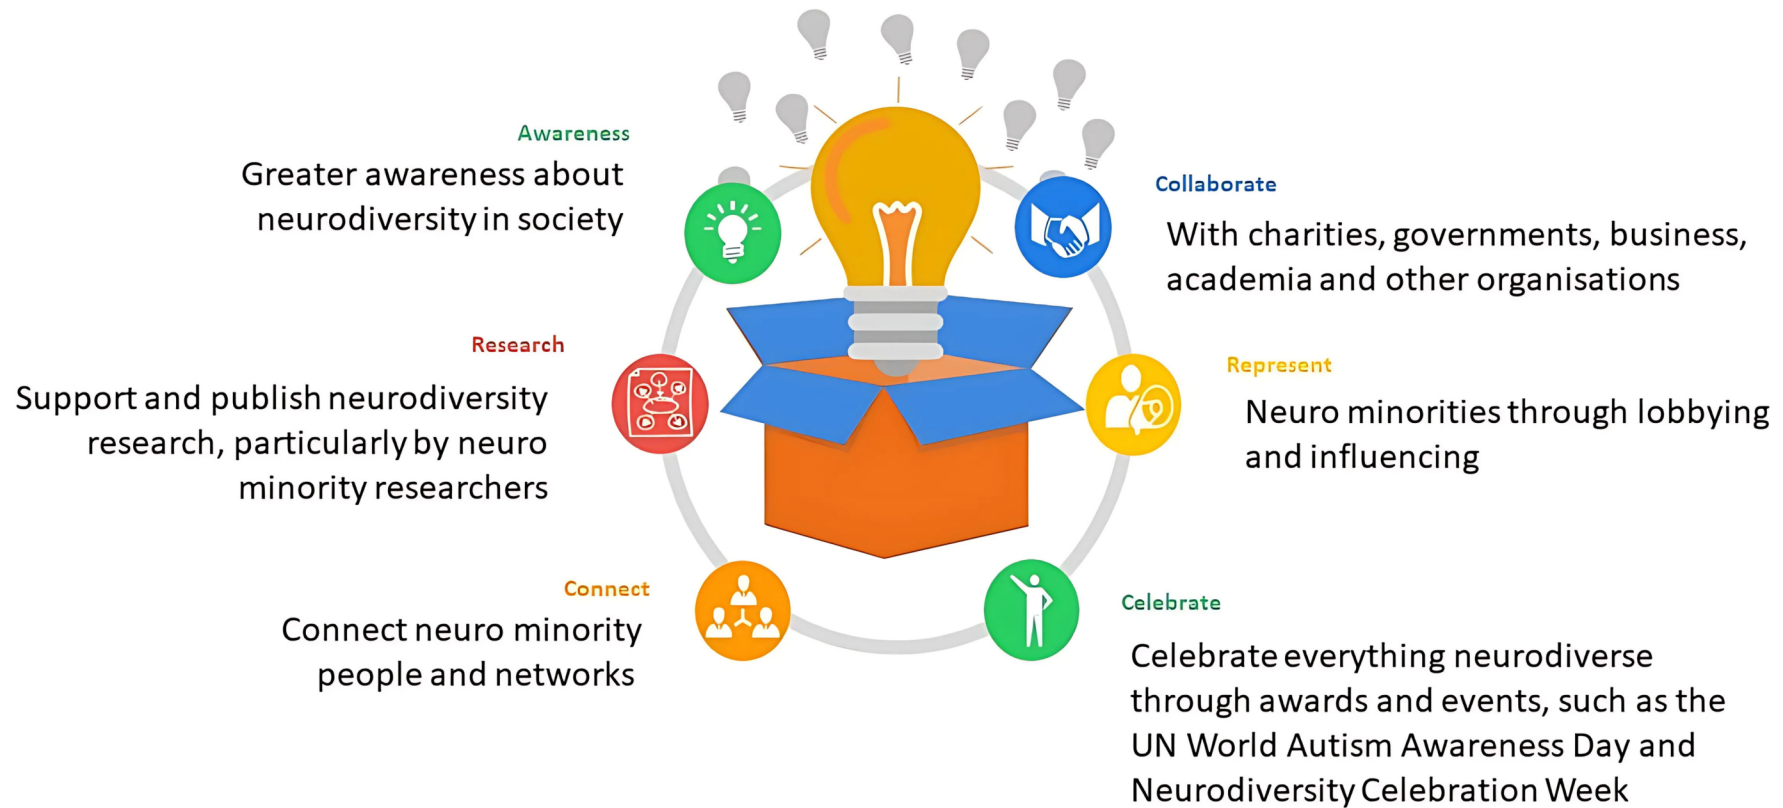 Awareness
Greater awareness about
neurodiversity in society
Research
Support and publish neurodiversity
research, particularly by neuro
minority researchers
Connect
Connect neuro minority
people and networks
Collaborate
With charities, governments, business,
academia and other organisations
Represent
Neuro minorities through lobbying
and influencing
Celebrate
Celebrate everything neurodiverse
through awards and events, such as the
UN World Autism Awareness Day and
Neurodiversity Celebration Week